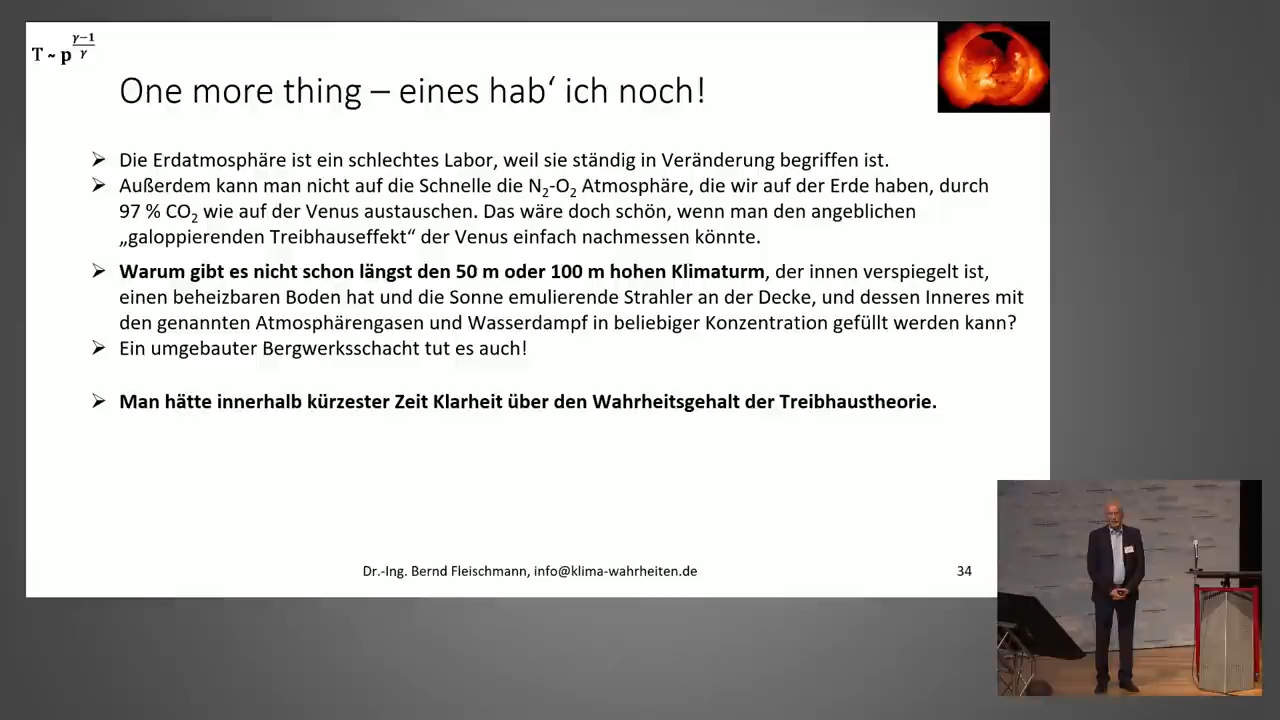 T ~ p^((γ−1)/γ)
One more thing – eines hab‘ ich noch!
➢ Die Erdatmosphäre ist ein schlechtes Labor, weil sie ständig in Veränderung begriffen ist.
➢ Außerdem kann man nicht auf die Schnelle die N₂-O₂ Atmosphäre, die wir auf der Erde haben, durch
97 % CO₂ wie auf der Venus austauschen. Das wäre doch schön, wenn man den angeblichen
„galoppierenden Treibhauseffekt“ der Venus einfach nachmessen könnte.
➢ Warum gibt es nicht schon längst den 50 m oder 100 m hohen Klimaturm, der innen verspiegelt ist,
einen beheizbaren Boden hat und die Sonne emulierende Strahler an der Decke, und dessen Inneres mit
den genannten Atmosphärengasen und Wasserdampf in beliebiger Konzentration gefüllt werden kann?
➢ Ein umgebauter Bergwerksschacht tut es auch!
➢ Man hätte innerhalb kürzester Zeit Klarheit über den Wahrheitsgehalt der Treibhaustheorie.
Dr.-Ing. Bernd Fleischmann, info@klima-wahrheiten.de
34